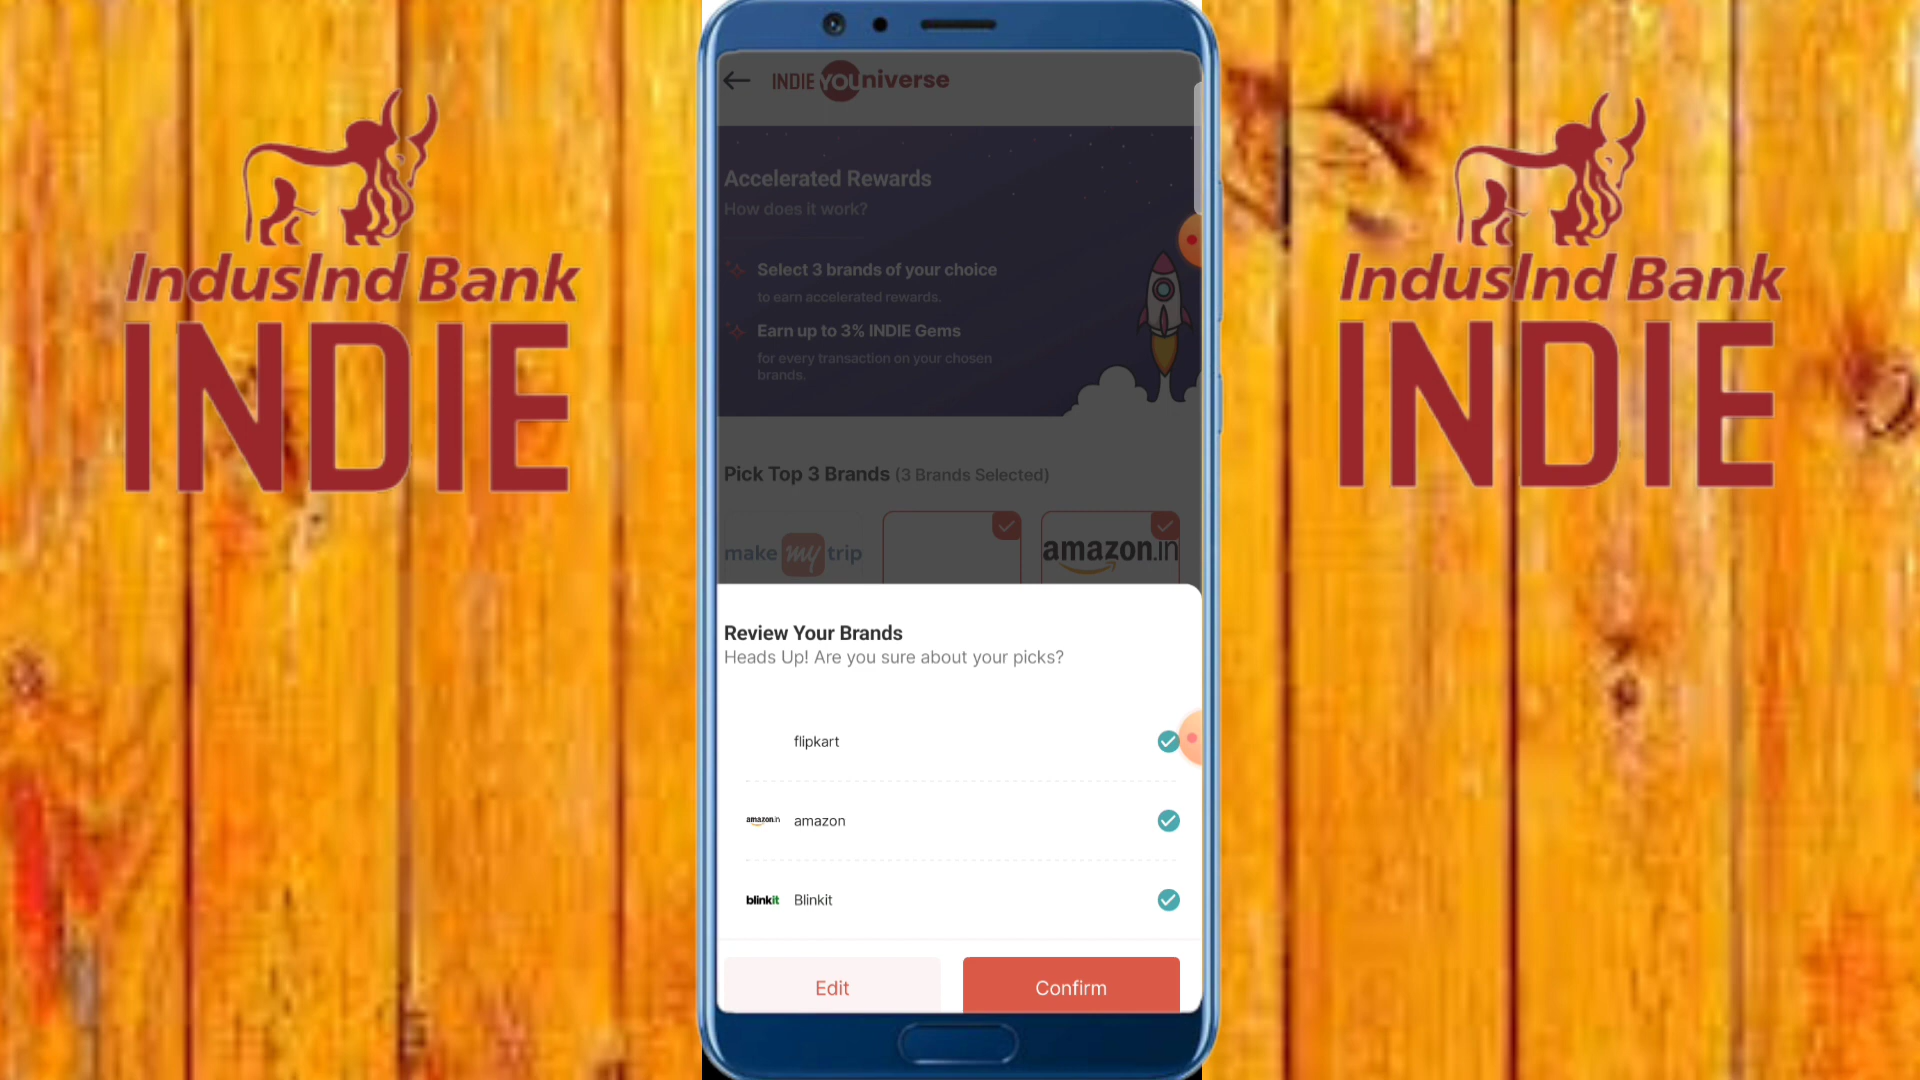 IndusInd Bank
INDIE
INDIE YOUniverse
Accelerated Rewards
How does it work?
Select 3 brands of your choice
to earn accelerated rewards.
Earn up to 3% INDIE Gems
for every transaction on your chosen
brands.
Pick Top 3 Brands (3 Brands Selected)
make my trip
amazon.in
Review Your Brands
Heads Up! Are you sure about your picks?
flipkart
amazon.in amazon
blinkit Blinkit
Edit Confirm
IndusInd Bank
INDIE